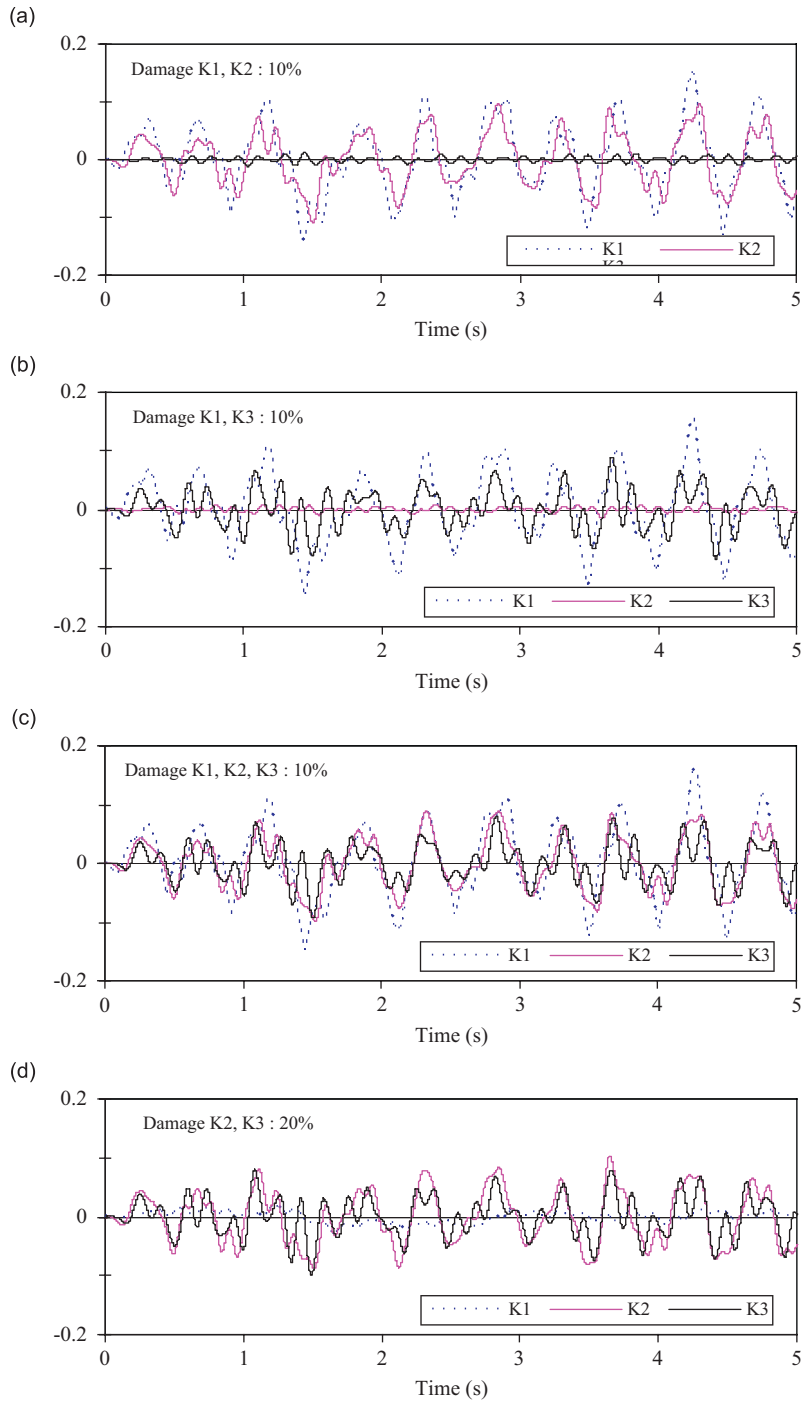 (a)
0.2
Damage K1, K2 : 10%
0
K1 K2
-0.2
0 1 2 3 4 5
Time (s)
(b)
0.2
Damage K1, K3 : 10%
0
K1 K2 K3
-0.2
0 1 2 3 4 5
Time (s)
(c)
0.2
Damage K1, K2, K3 : 10%
0
K1 K2 K3
-0.2
0 1 2 3 4 5
Time (s)
(d)
0.2
Damage K2, K3 : 20%
0
K1 K2 K3
-0.2
0 1 2 3 4 5
Time (s)